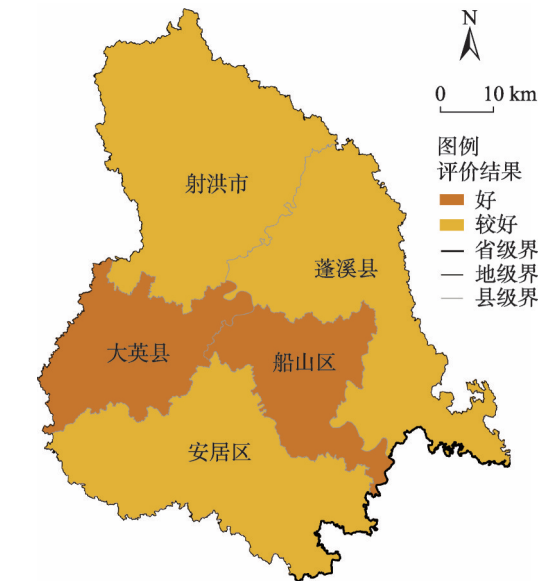 N
0 10 km
图例
评价结果
好
较好
省级界
地级界
县级界
射洪市
蓬溪县
大英县
船山区
安居区